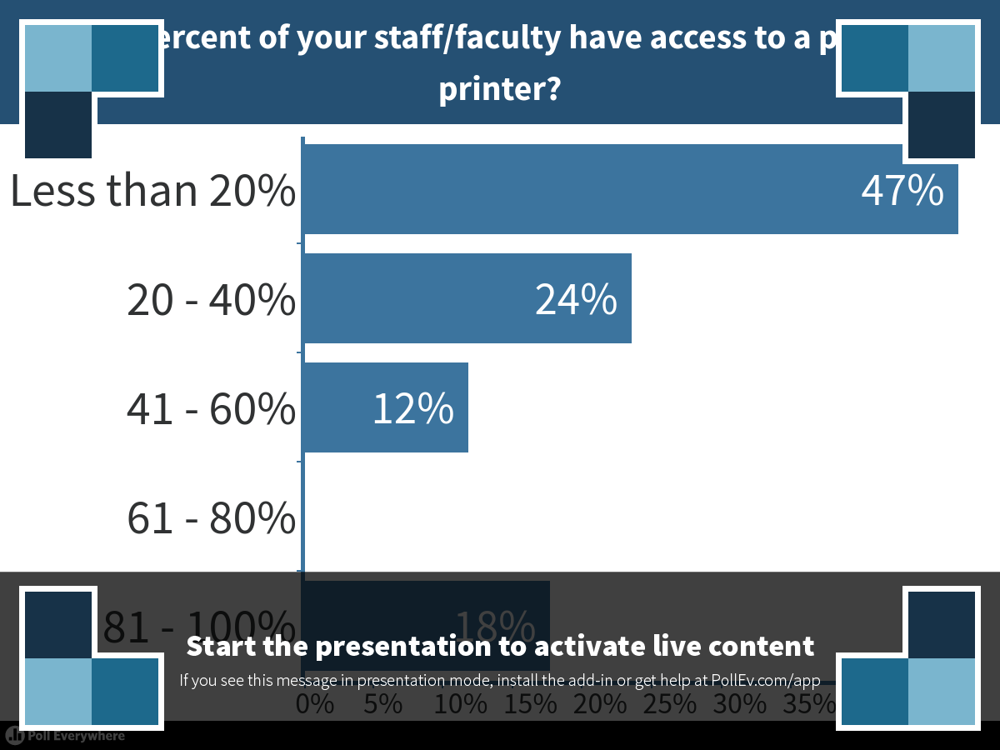 of your staff/faculty have access to a
printer?
Less than 20% 47%
20 - 40% 24%
41 - 60% 12%
61 - 80%
81 - 100% 18%
Start the presentation to activate live content
If you see this message in presentation mode, install the add-in or get help at PollEv.com/app
0% 5% 10% 15% 20% 25% 30% 35%
Poll Everywhere